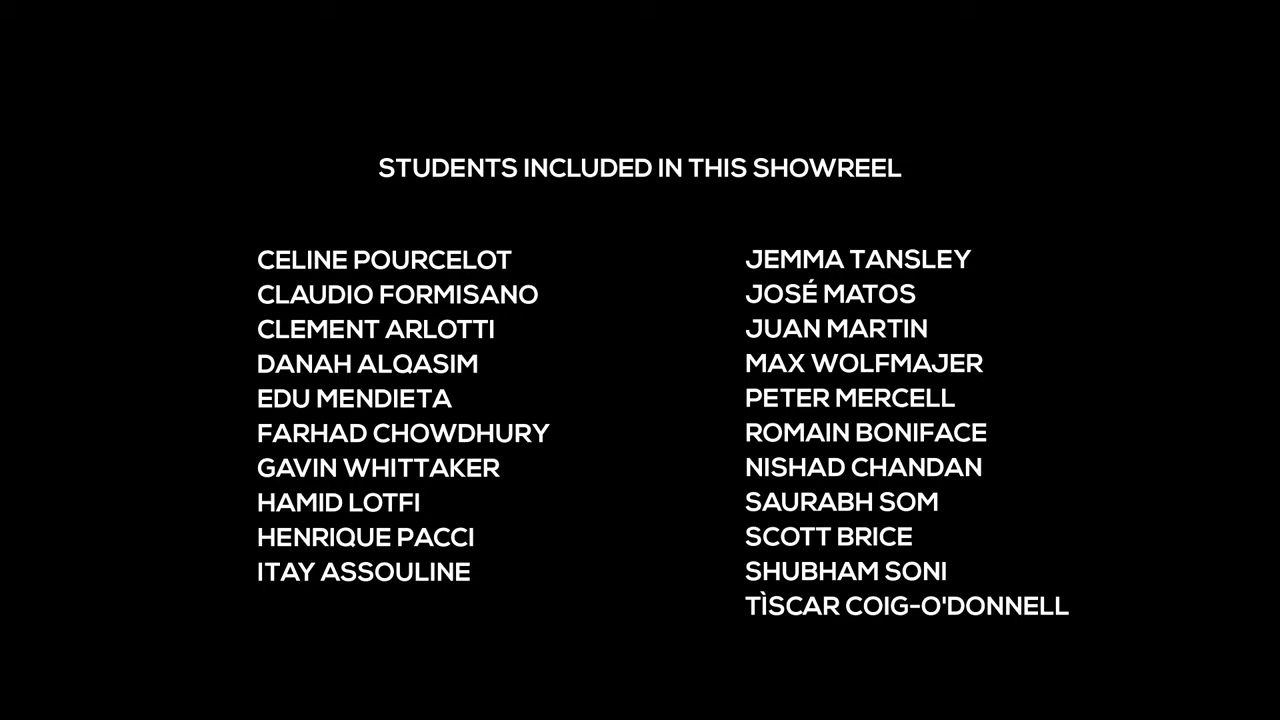 STUDENTS INCLUDED IN THIS SHOWREEL
CELINE POURCELOT
CLAUDIO FORMISANO
CLEMENT ARLOTTI
DANAH ALQASIM
EDU MENDIETA
FARHAD CHOWDHURY
GAVIN WHITTAKER
HAMID LOTFI
HENRIQUE PACCI
ITAY ASSOULINE
JEMMA TANSLEY
JOSÉ MATOS
JUAN MARTIN
MAX WOLFMAJER
PETER MERCELL
ROMAIN BONIFACE
NISHAD CHANDAN
SAURABH SOM
SCOTT BRICE
SHUBHAM SONI
TÌSCAR COIG-O'DONNELL